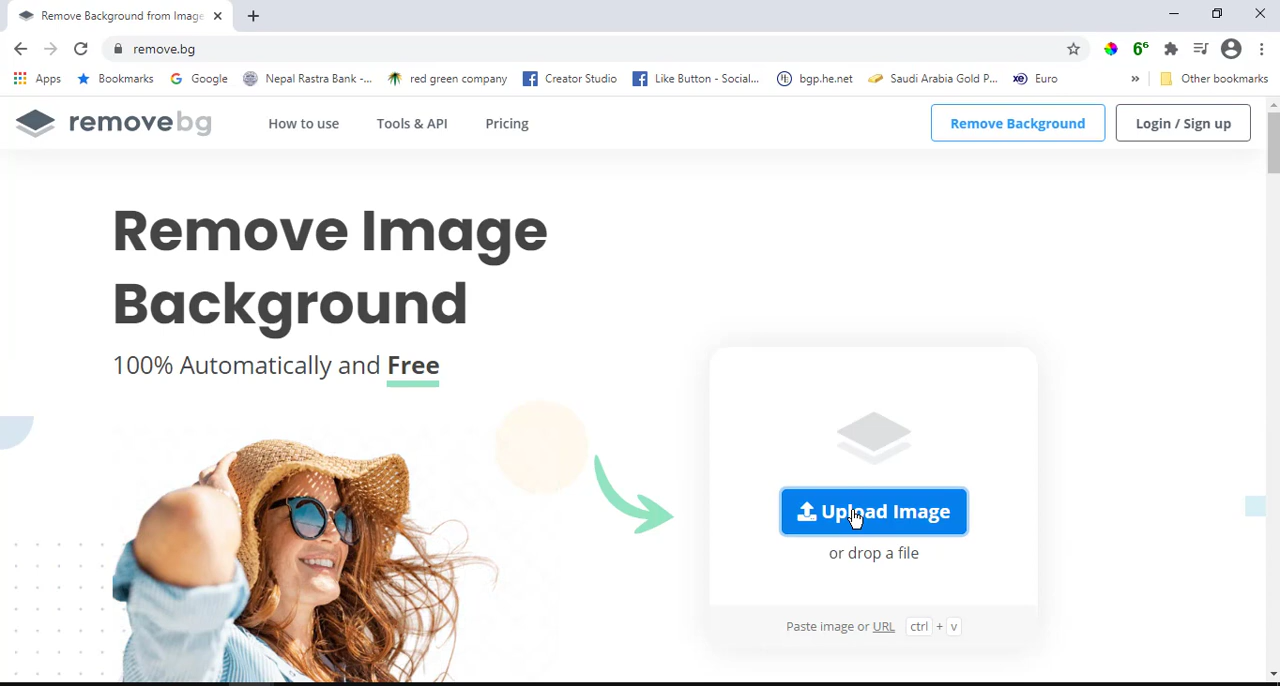 Remove Background from Image
remove.bg
6⁶
Apps
Bookmarks
Google
Nepal Rastra Bank -...
red green company
Creator Studio
Like Button - Social...
bgp.he.net
Saudi Arabia Gold P...
xe
Euro
»
Other bookmarks
removebg
How to use
Tools & API
Pricing
Remove Background
Login / Sign up
Remove Image
Background
100% Automatically and Free
Upload Image
or drop a file
Paste image or URL ctrl + v